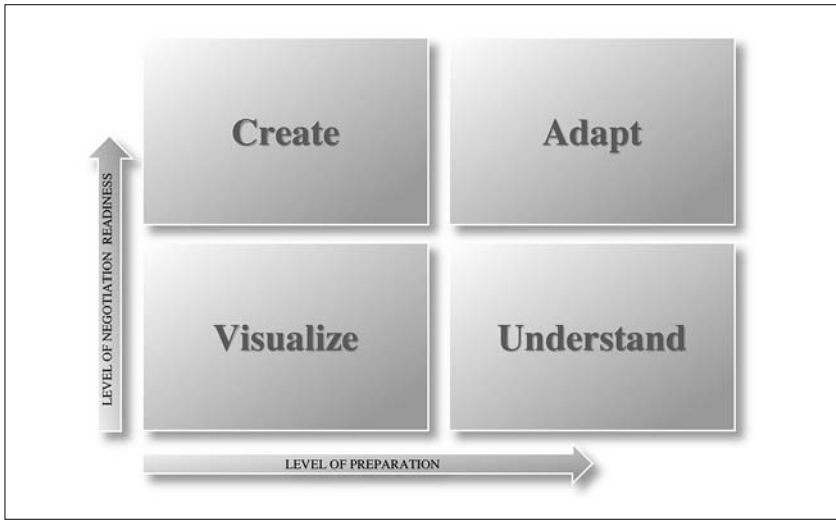 Create
Adapt
LEVEL OF NEGOTIATION READINESS
Visualize
Understand
LEVEL OF PREPARATION